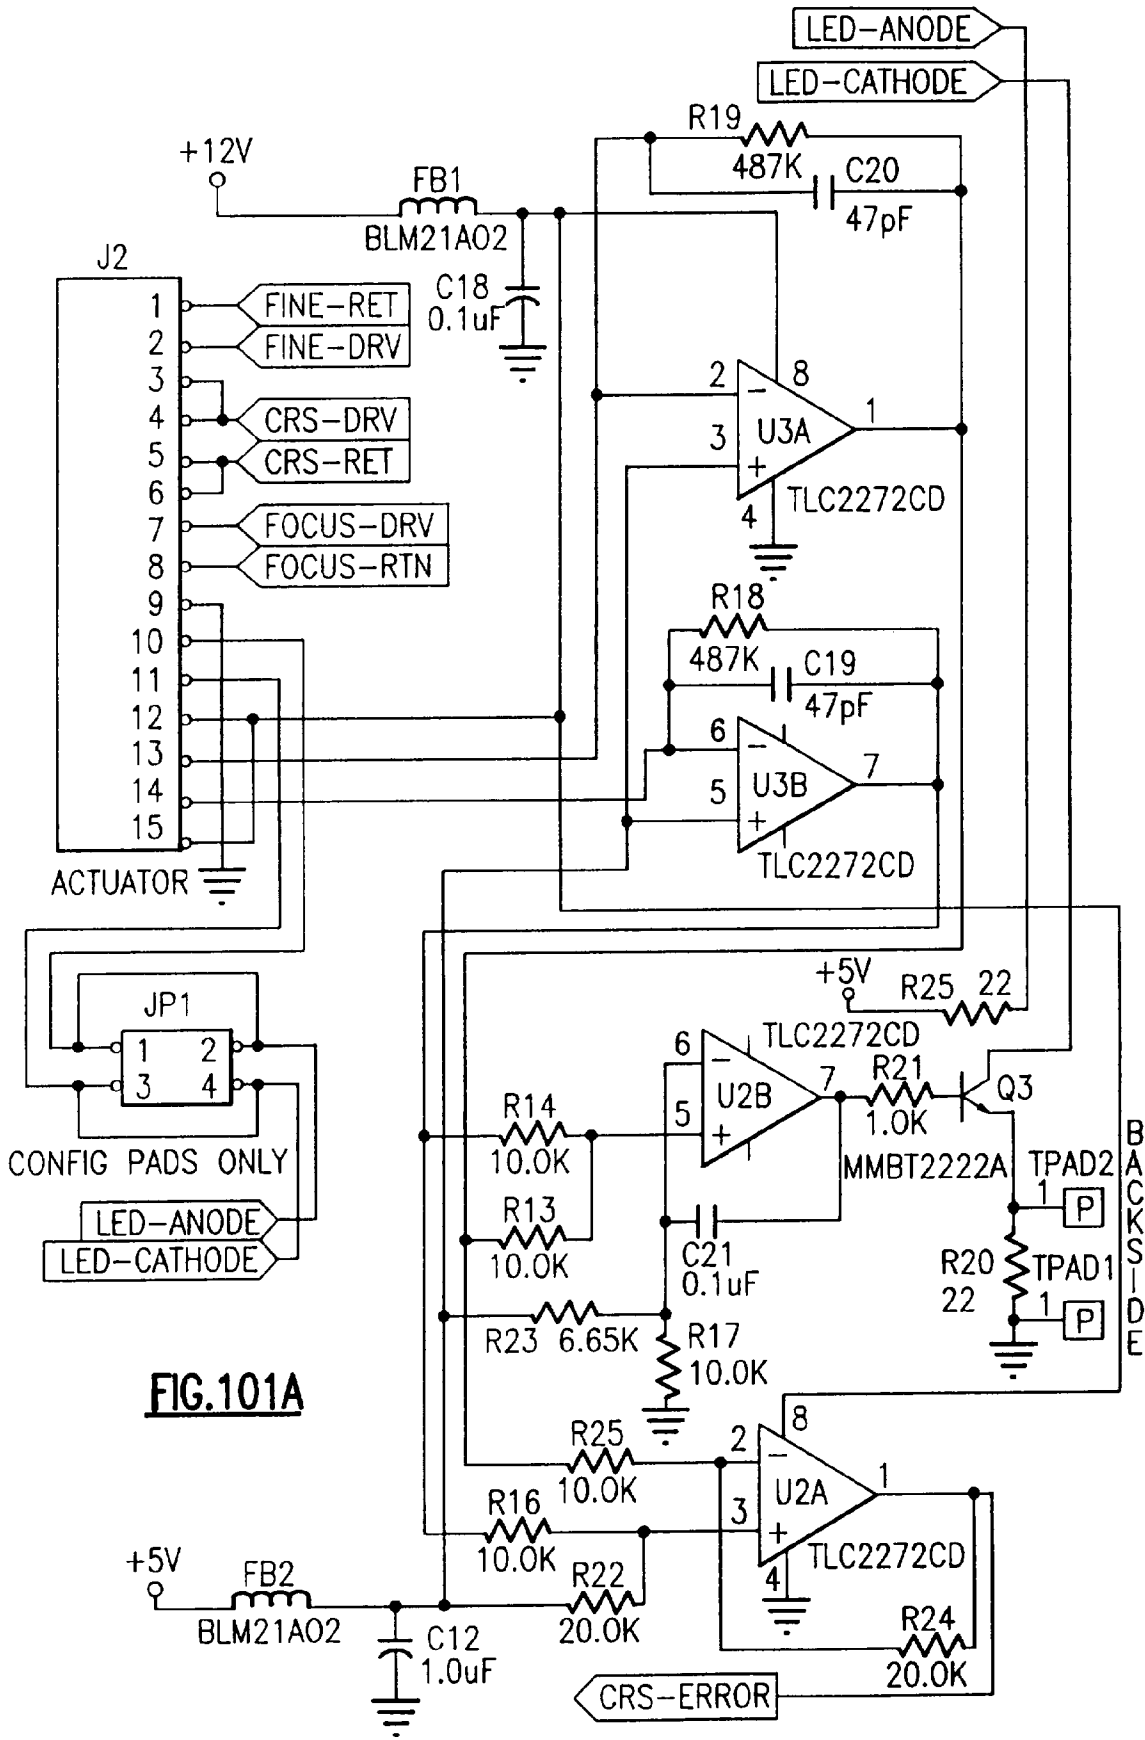 LED-ANODE
LED-CATHODE
R19
487K
C20
47pF
+12V
FB1
BLM21A02
C18
0.1uF
J2
1
FINE-RET
2
FINE-DRV
3
4
CRS-DRV
5
CRS-RET
6
7
FOCUS-DRV
8
FOCUS-RTN
9
10
11
12
13
14
15
ACTUATOR
2
8
3
U3A
1
4
TLC2272CD
R18
487K
C19
47pF
6
5
U3B
7
TLC2272CD
JP1
1 2
3 4
CONFIG PADS ONLY
LED-ANODE
LED-CATHODE
+5V
R25 22
TLC2272CD
6
5
U2B
7
R21
1.0K
Q3
MMBT2222A
R14
10.0K
R13
10.0K
C21
0.1uF
R23 6.65K
R17
10.0K
TPAD2
1
P
R20
22
TPAD1
1
P
BACKSIDE
FIG.101A
R25
10.0K
R16
10.0K
2
8
3
U2A
1
4
TLC2272CD
+5V
FB2
BLM21A02
C12
1.0uF
R22
20.0K
R24
20.0K
CRS-ERROR